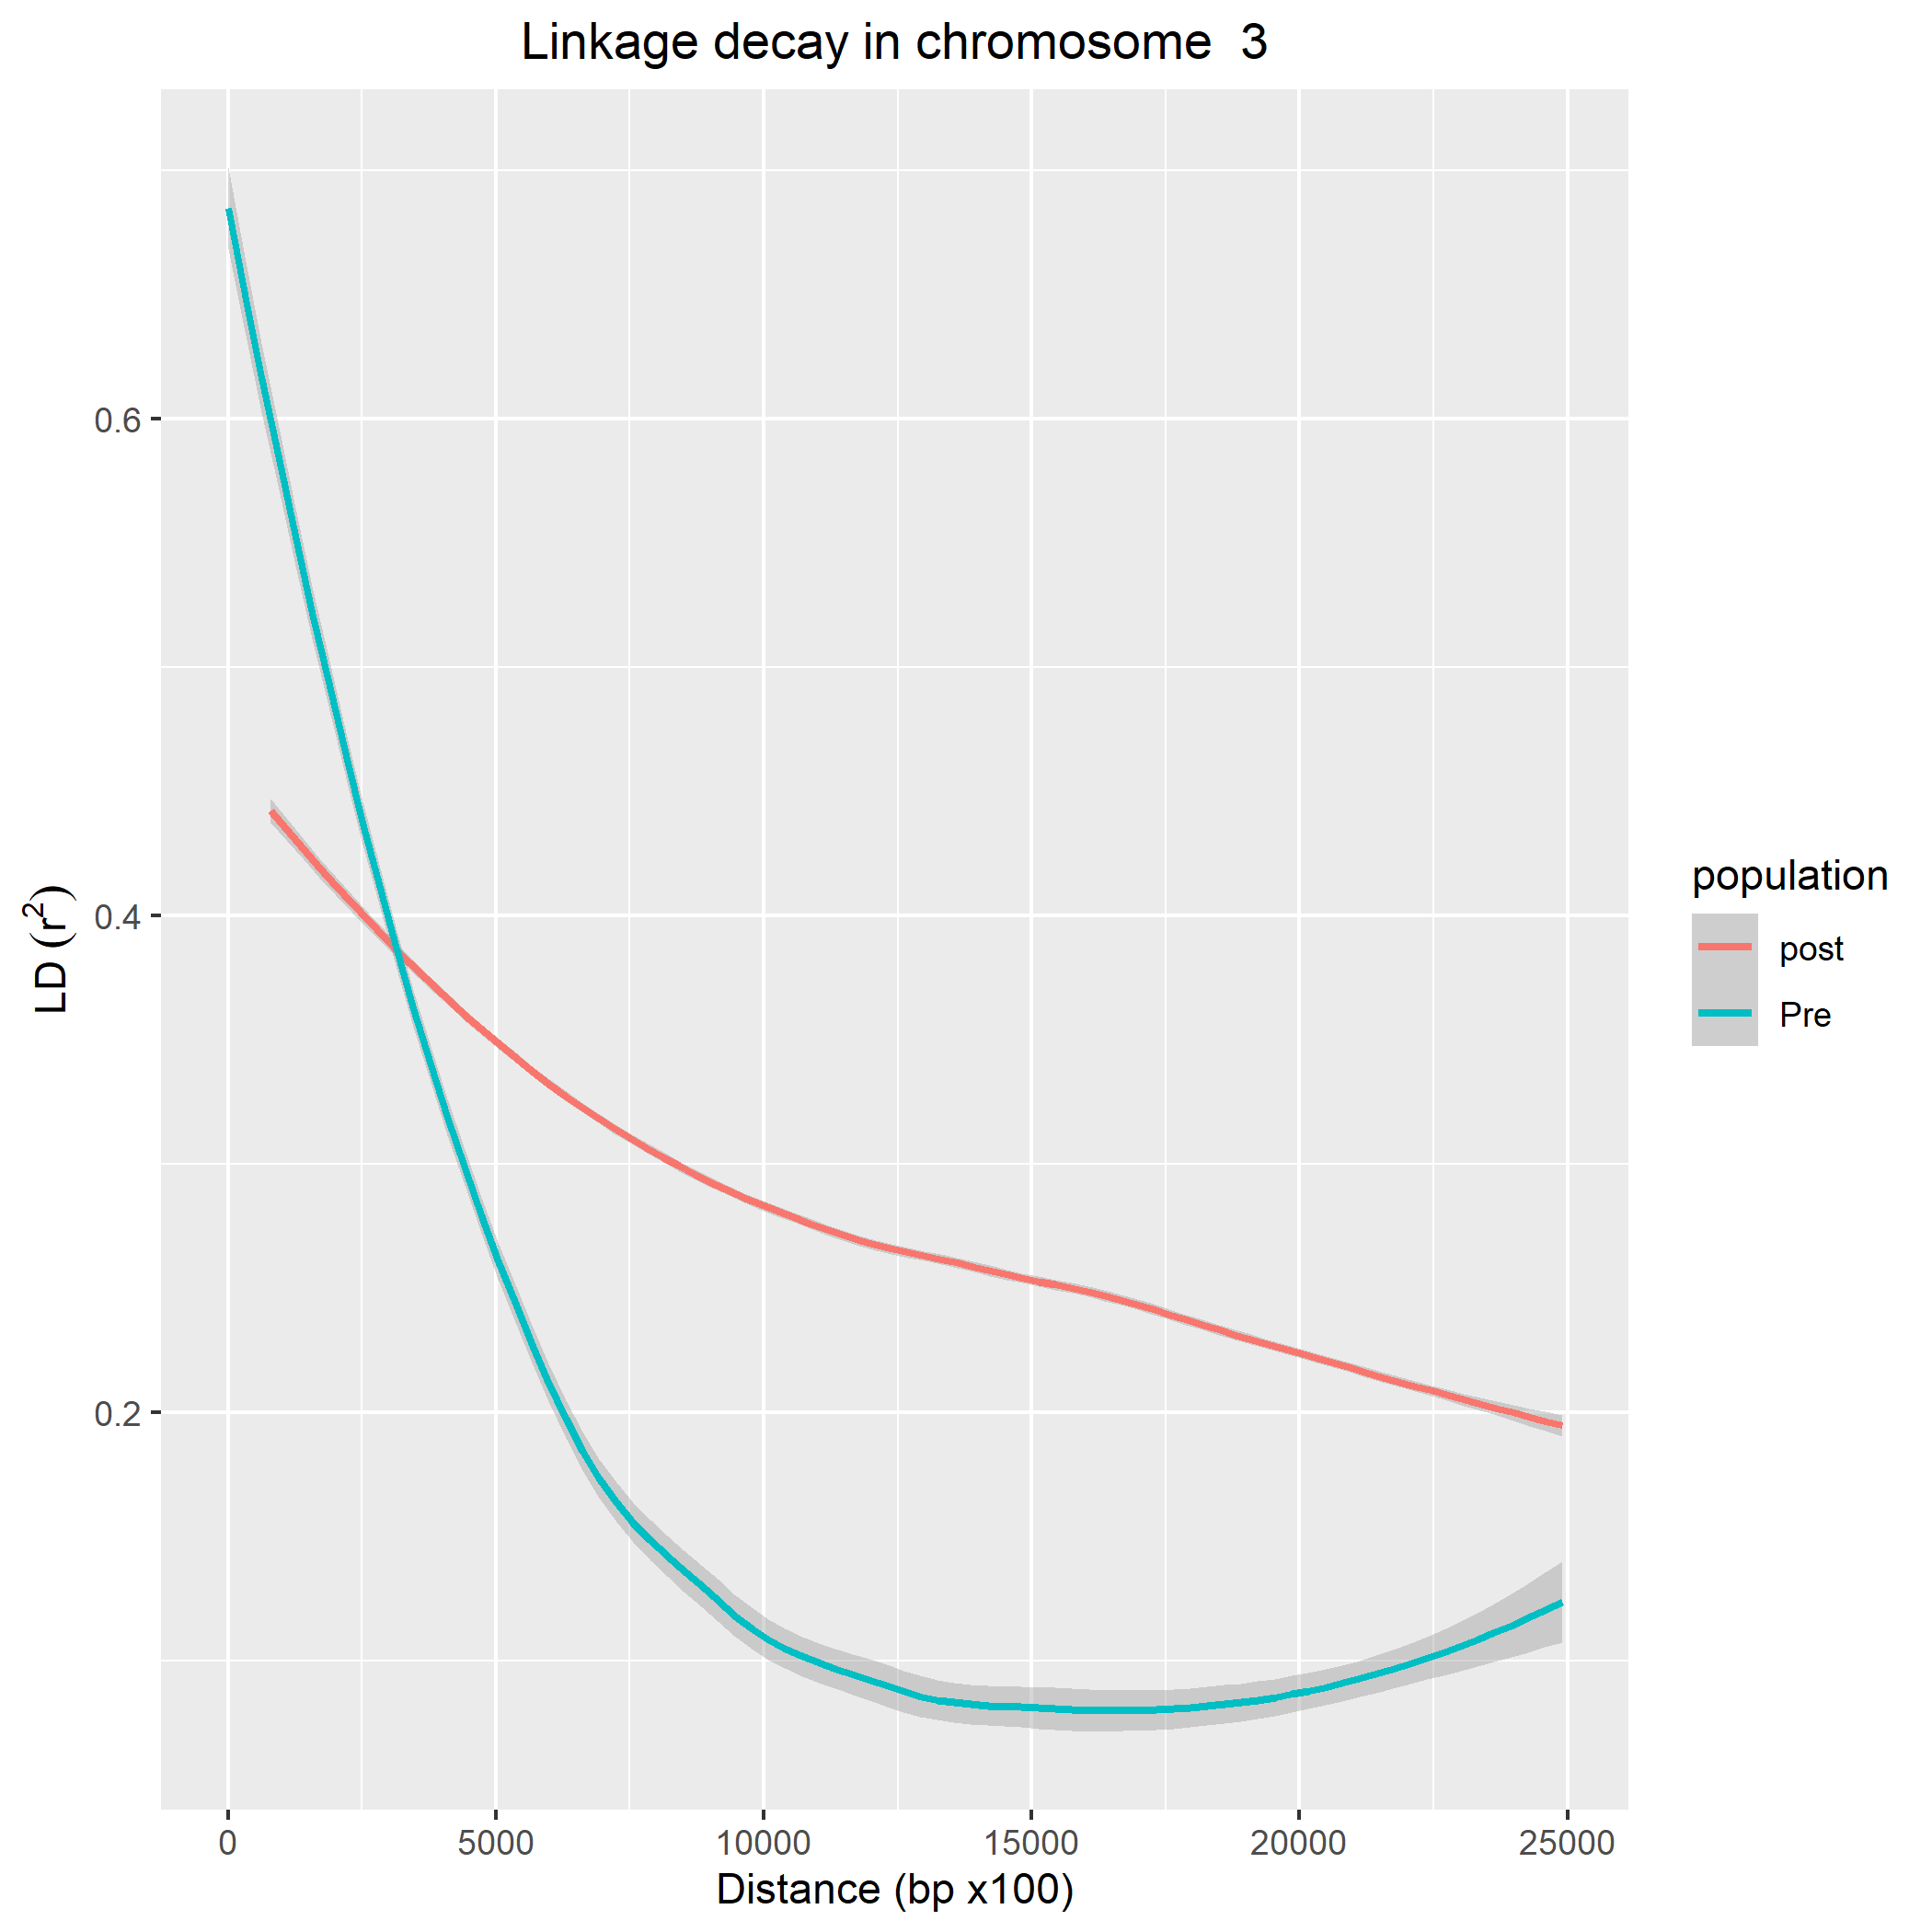 Linkage decay in chromosome  3
LD (r²)
0.6
0.4
0.2
0
5000
10000
15000
20000
25000
Distance (bp x100)
population
post
Pre